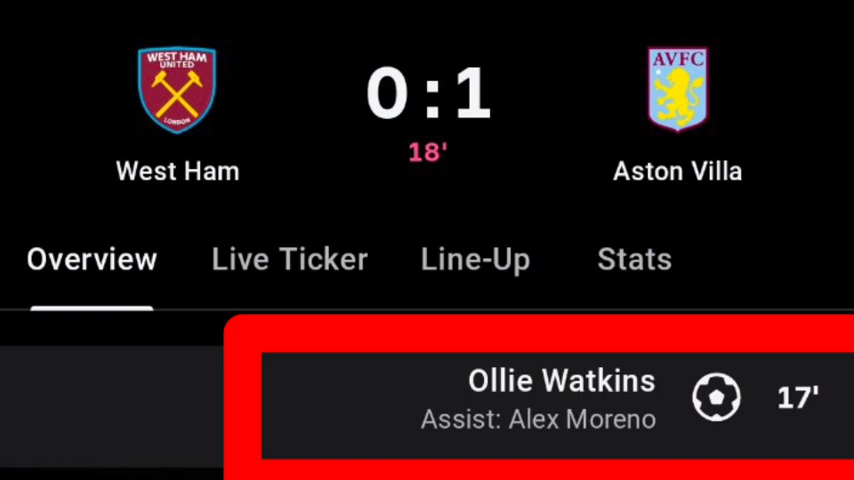 WEST HAM
UNITED
LONDON
AVFC
0:1
18'
West Ham
Aston Villa
Overview
Live Ticker
Line-Up
Stats
Ollie Watkins
17'
Assist: Alex Moreno